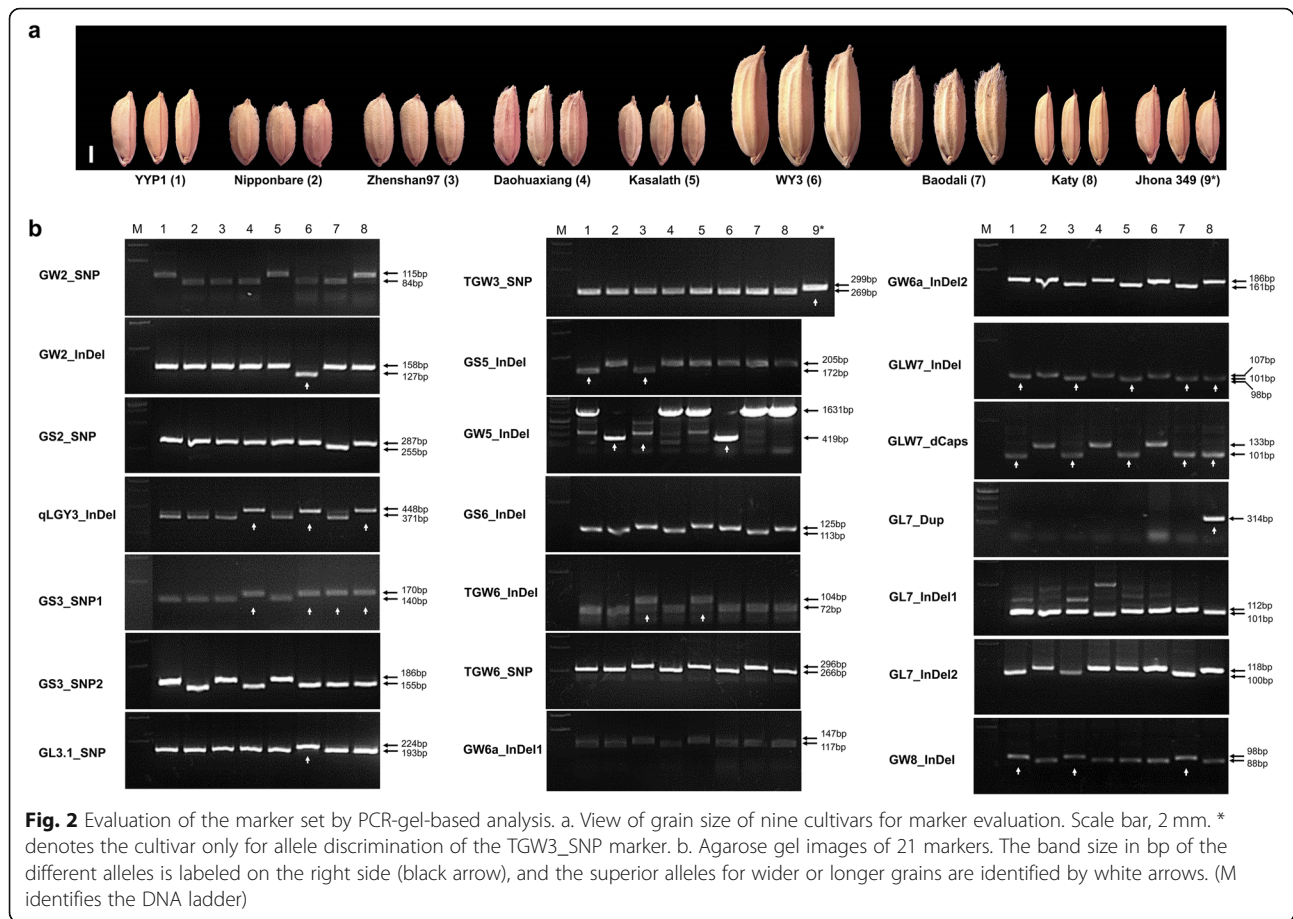 a
YYP1 (1) Nipponbare (2) Zhenshan97 (3) Daohuaxiang (4) Kasalath (5) WY3 (6) Baodali (7) Katy (8) Jhona 349 (9*)
b
M 1 2 3 4 5 6 7 8
GW2_SNP 115bp
84bp
GW2_InDel 158bp
127bp
GS2_SNP 287bp
255bp
qLGY3_InDel 448bp
371bp
GS3_SNP1 170bp
140bp
GS3_SNP2 186bp
155bp
GL3.1_SNP 224bp
193bp
M 1 2 3 4 5 6 7 8 9*
TGW3_SNP 299bp
269bp
GS5_InDel 205bp
172bp
GW5_InDel 1631bp
419bp
GS6_InDel 125bp
113bp
TGW6_InDel 104bp
72bp
TGW6_SNP 296bp
266bp
GW6a_InDel1 147bp
117bp
M 1 2 3 4 5 6 7 8
GW6a_InDel2 186bp
161bp
GLW7_InDel 107bp
101bp
98bp
GLW7_dCaps 133bp
101bp
GL7_Dup 314bp
GL7_InDel1 112bp
101bp
GL7_InDel2 118bp
100bp
GW8_InDel 98bp
88bp
Fig. 2 Evaluation of the marker set by PCR-gel-based analysis. a. View of grain size of nine cultivars for marker evaluation. Scale bar, 2 mm. *
denotes the cultivar only for allele discrimination of the TGW3_SNP marker. b. Agarose gel images of 21 markers. The band size in bp of the
different alleles is labeled on the right side (black arrow), and the superior alleles for wider or longer grains are identified by white arrows. (M
identifies the DNA ladder)